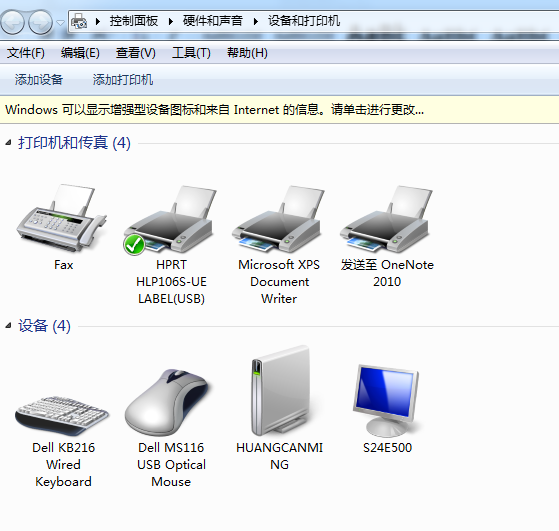 控制面板 ▸ 硬件和声音 ▸ 设备和打印机
文件(F) 编辑(E) 查看(V) 工具(T) 帮助(H)
添加设备 添加打印机
Windows 可以显示增强型设备图标和来自 Internet 的信息。请单击进行更改...
打印机和传真 (4)
Fax
HPRT
HLP106S-UE
LABEL(USB)
Microsoft XPS
Document
Writer
发送至 OneNote
2010
设备 (4)
Dell KB216
Wired
Keyboard
Dell MS116
USB Optical
Mouse
HUANGCANMI
NG
S24E500